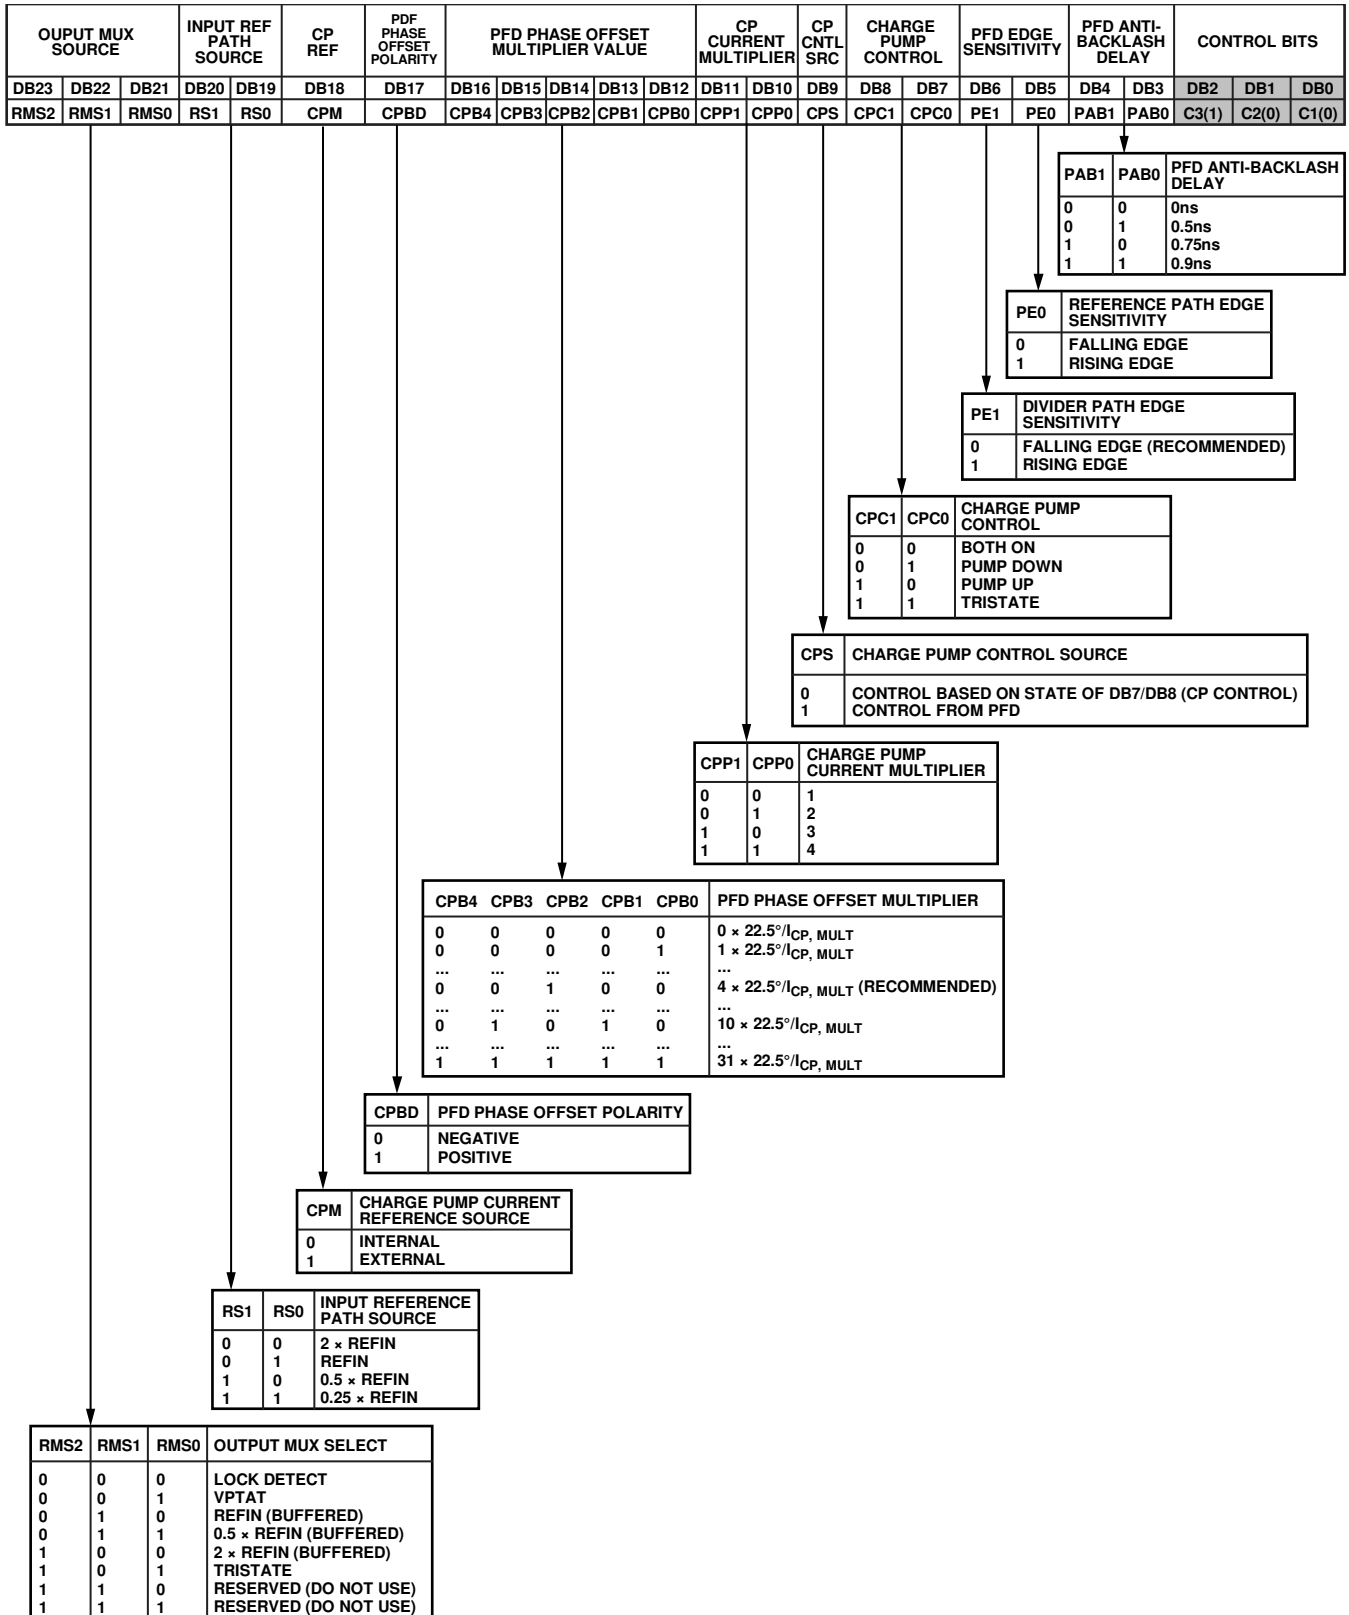 OUPUT MUX
SOURCE
INPUT REF
PATH
SOURCE
CP
REF
PDF
PHASE
OFFSET
POLARITY
PFD PHASE OFFSET
MULTIPLIER VALUE
CP
CURRENT
MULTIPLIER
CP
CNTL
SRC
CHARGE
PUMP
CONTROL
PFD EDGE
SENSITIVITY
PFD ANTI-
BACKLASH
DELAY
CONTROL BITS
DB23 DB22 DB21 DB20 DB19 DB18 DB17 DB16 DB15 DB14 DB13 DB12 DB11 DB10 DB9 DB8 DB7 DB6 DB5 DB4 DB3 DB2 DB1 DB0
RMS2 RMS1 RMS0 RS1 RS0 CPM CPBD CPB4 CPB3 CPB2 CPB1 CPB0 CPP1 CPP0 CPS CPC1 CPC0 PE1 PE0 PAB1 PAB0 C3(1) C2(0) C1(0)
PAB1 PAB0 PFD ANTI-BACKLASH
DELAY
0 0 0ns
0 1 0.5ns
1 0 0.75ns
1 1 0.9ns
PE0 REFERENCE PATH EDGE
SENSITIVITY
0 FALLING EDGE
1 RISING EDGE
PE1 DIVIDER PATH EDGE
SENSITIVITY
0 FALLING EDGE (RECOMMENDED)
1 RISING EDGE
CPC1 CPC0 CHARGE PUMP
CONTROL
0 0 BOTH ON
0 1 PUMP DOWN
1 0 PUMP UP
1 1 TRISTATE
CPS CHARGE PUMP CONTROL SOURCE
0 CONTROL BASED ON STATE OF DB7/DB8 (CP CONTROL)
1 CONTROL FROM PFD
CPP1 CPP0 CHARGE PUMP
CURRENT MULTIPLIER
0 0 1
0 1 2
1 0 3
1 1 4
CPB4 CPB3 CPB2 CPB1 CPB0 PFD PHASE OFFSET MULTIPLIER
0 0 0 0 0 0 × 22.5°/ICP, MULT
0 0 0 0 1 1 × 22.5°/ICP, MULT
... ... ... ... ... ...
0 0 1 0 0 4 × 22.5°/ICP, MULT (RECOMMENDED)
... ... ... ... ... ...
0 1 0 1 0 10 × 22.5°/ICP, MULT
... ... ... ... ... ...
1 1 1 1 1 31 × 22.5°/ICP, MULT
CPBD PFD PHASE OFFSET POLARITY
0 NEGATIVE
1 POSITIVE
CPM CHARGE PUMP CURRENT
REFERENCE SOURCE
0 INTERNAL
1 EXTERNAL
RS1 RS0 INPUT REFERENCE
PATH SOURCE
0 0 2 × REFIN
0 1 REFIN
1 0 0.5 × REFIN
1 1 0.25 × REFIN
RMS2 RMS1 RMS0 OUTPUT MUX SELECT
0 0 0 LOCK DETECT
0 0 1 VPTAT
0 1 0 REFIN (BUFFERED)
0 1 1 0.5 × REFIN (BUFFERED)
1 0 0 2 × REFIN (BUFFERED)
1 0 1 TRISTATE
1 1 0 RESERVED (DO NOT USE)
1 1 1 RESERVED (DO NOT USE)